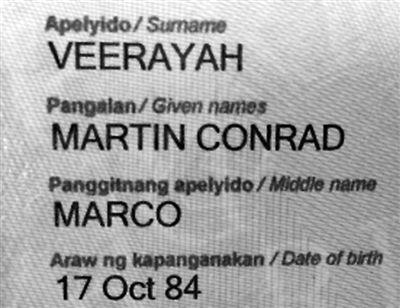 Apelyido / Surname
VEERAYAH
Pangalan / Given names
MARTIN CONRAD
Panggitnang apelyido / Middle name
MARCO
Araw ng kapanganakan / Date of birth
17 Oct 84